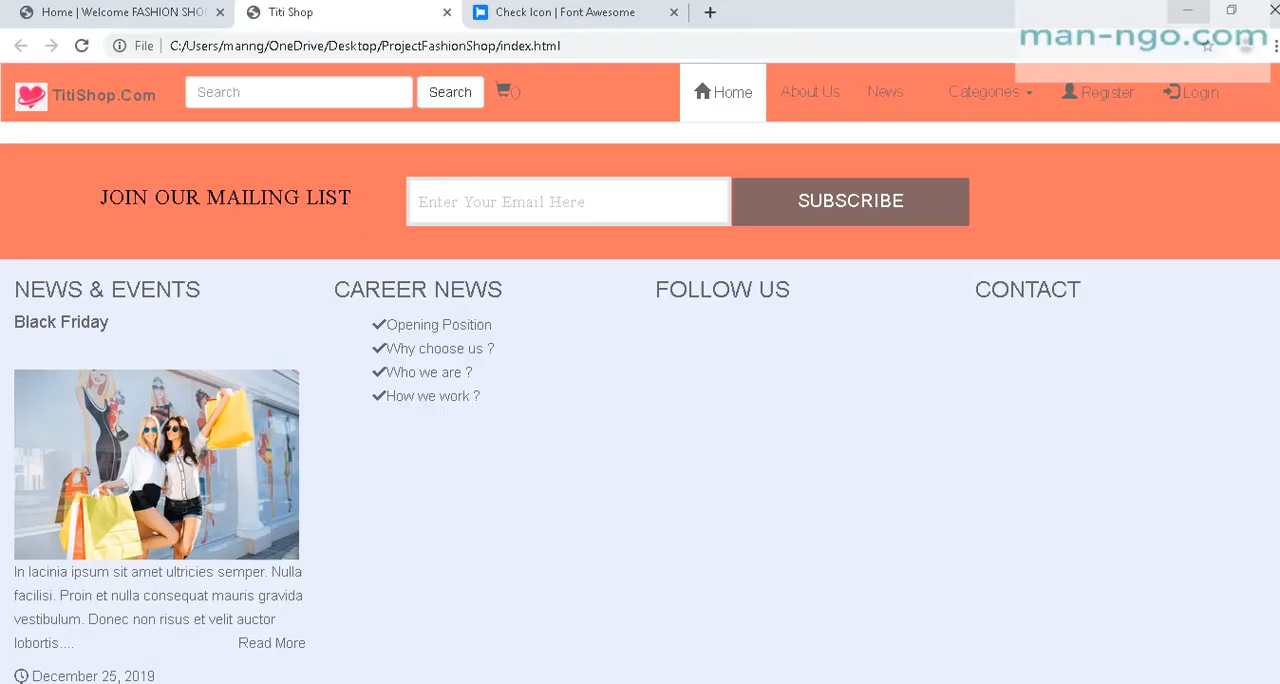 Home | Welcome FASHION SHO
Titi Shop
Check Icon | Font Awesome
man-ngo.com
File
C:/Users/manng/OneDrive/Desktop/ProjectFashionShop/index.html
TitiShop.Com
Search
Search
()
Home
About Us
News
Categories
Register
Login
JOIN OUR MAILING LIST
Enter Your Email Here
SUBSCRIBE
NEWS & EVENTS
Black Friday
In lacinia ipsum sit amet ultricies semper. Nulla
facilisi. Proin et nulla consequat mauris gravida
vestibulum. Donec non risus et velit auctor
lobortis....
Read More
December 25, 2019
CAREER NEWS
Opening Position
Why choose us ?
Who we are ?
How we work ?
FOLLOW US
CONTACT